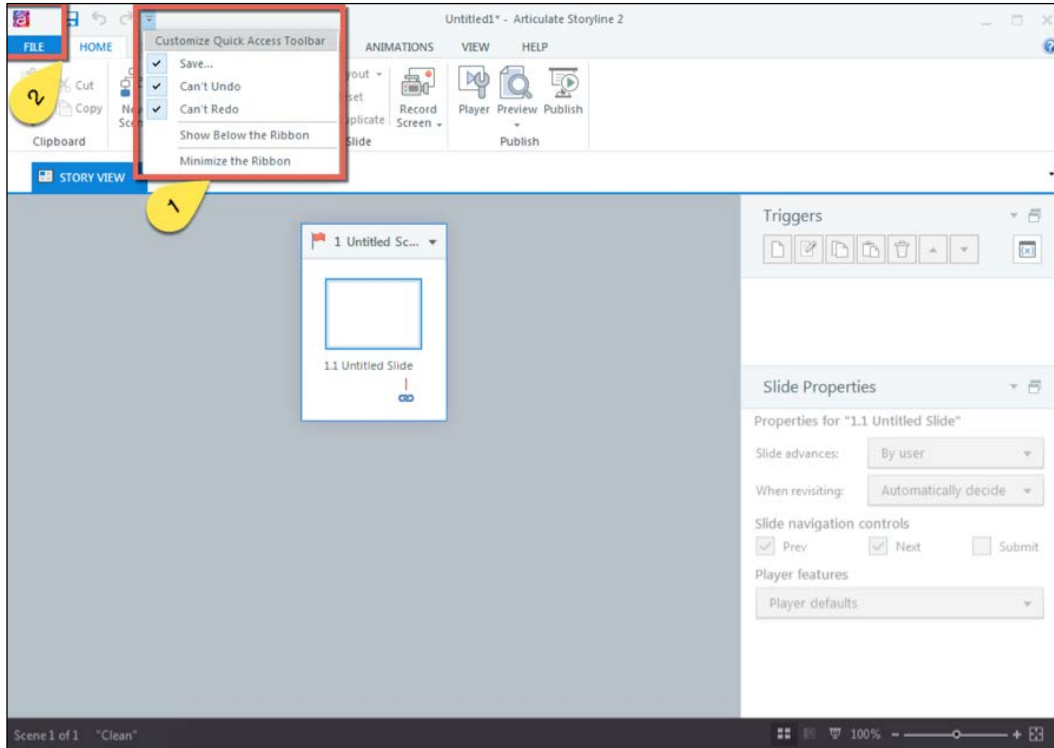 Untitled1* - Articulate Storyline 2
FILE HOME ANIMATIONS VIEW HELP
Customize Quick Access Toolbar
Save...
Can't Undo
Can't Redo
Show Below the Ribbon
Minimize the Ribbon
Cut
Copy
Clipboard
Record
Screen
Slide
Player Preview Publish
Publish
2
1
STORY VIEW
1 Untitled Sc...
1.1 Untitled Slide
Triggers
Slide Properties
Properties for "1.1 Untitled Slide"
Slide advances: By user
When revisiting: Automatically decide
Slide navigation controls
Prev Next Submit
Player features
Player defaults
Scene 1 of 1 "Clean" 100%